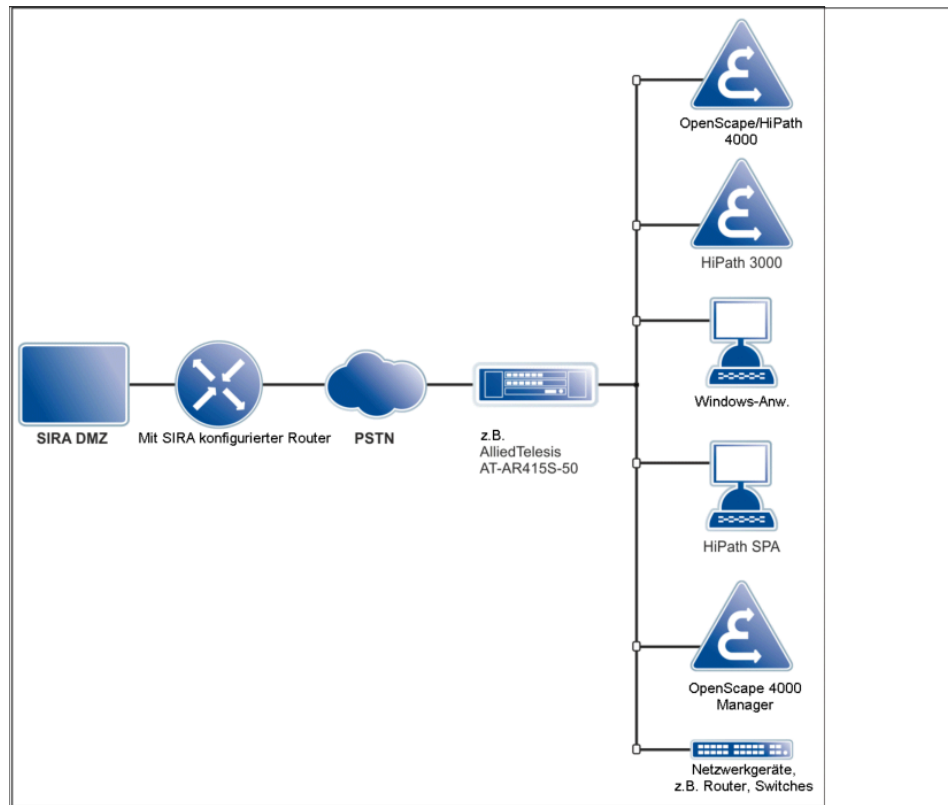 OpenScape/HiPath
4000
HiPath 3000
Windows-Anw.
SIRA DMZ
Mit SIRA konfigurierter Router
PSTN
z.B.
AlliedTelesis
AT-AR415S-50
HiPath SPA
OpenScape 4000
Manager
Netzwerkgeräte,
z.B. Router, Switches